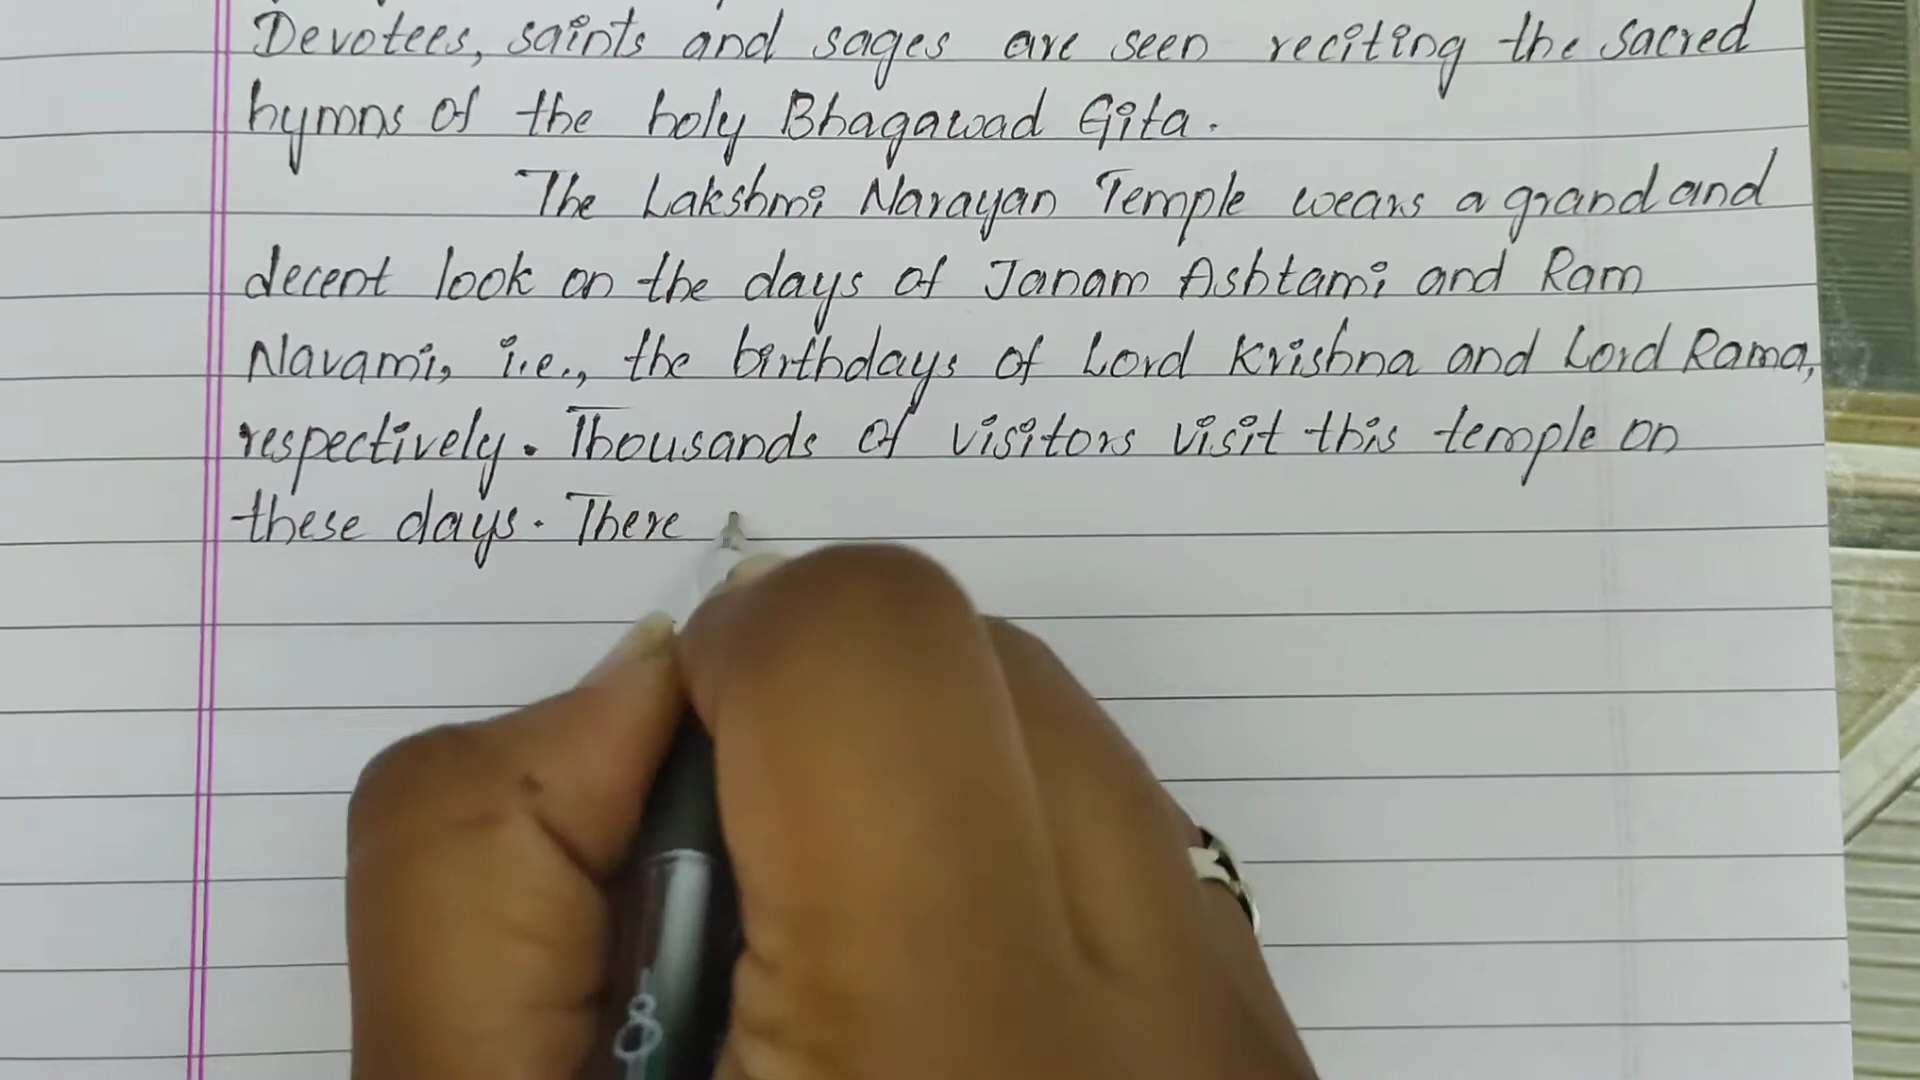 Devotees, saints and sages are seen reciting the sacred
hymns of the holy Bhagawad Gita.
The Lakshmi Narayan Temple wears a grand and
decent look on the days of Janam Ashtami and Ram
Navami, i.e., the birthdays of Lord Krishna and Lord Rama,
respectively. Thousands of visitors visit this temple on
these days. There
8